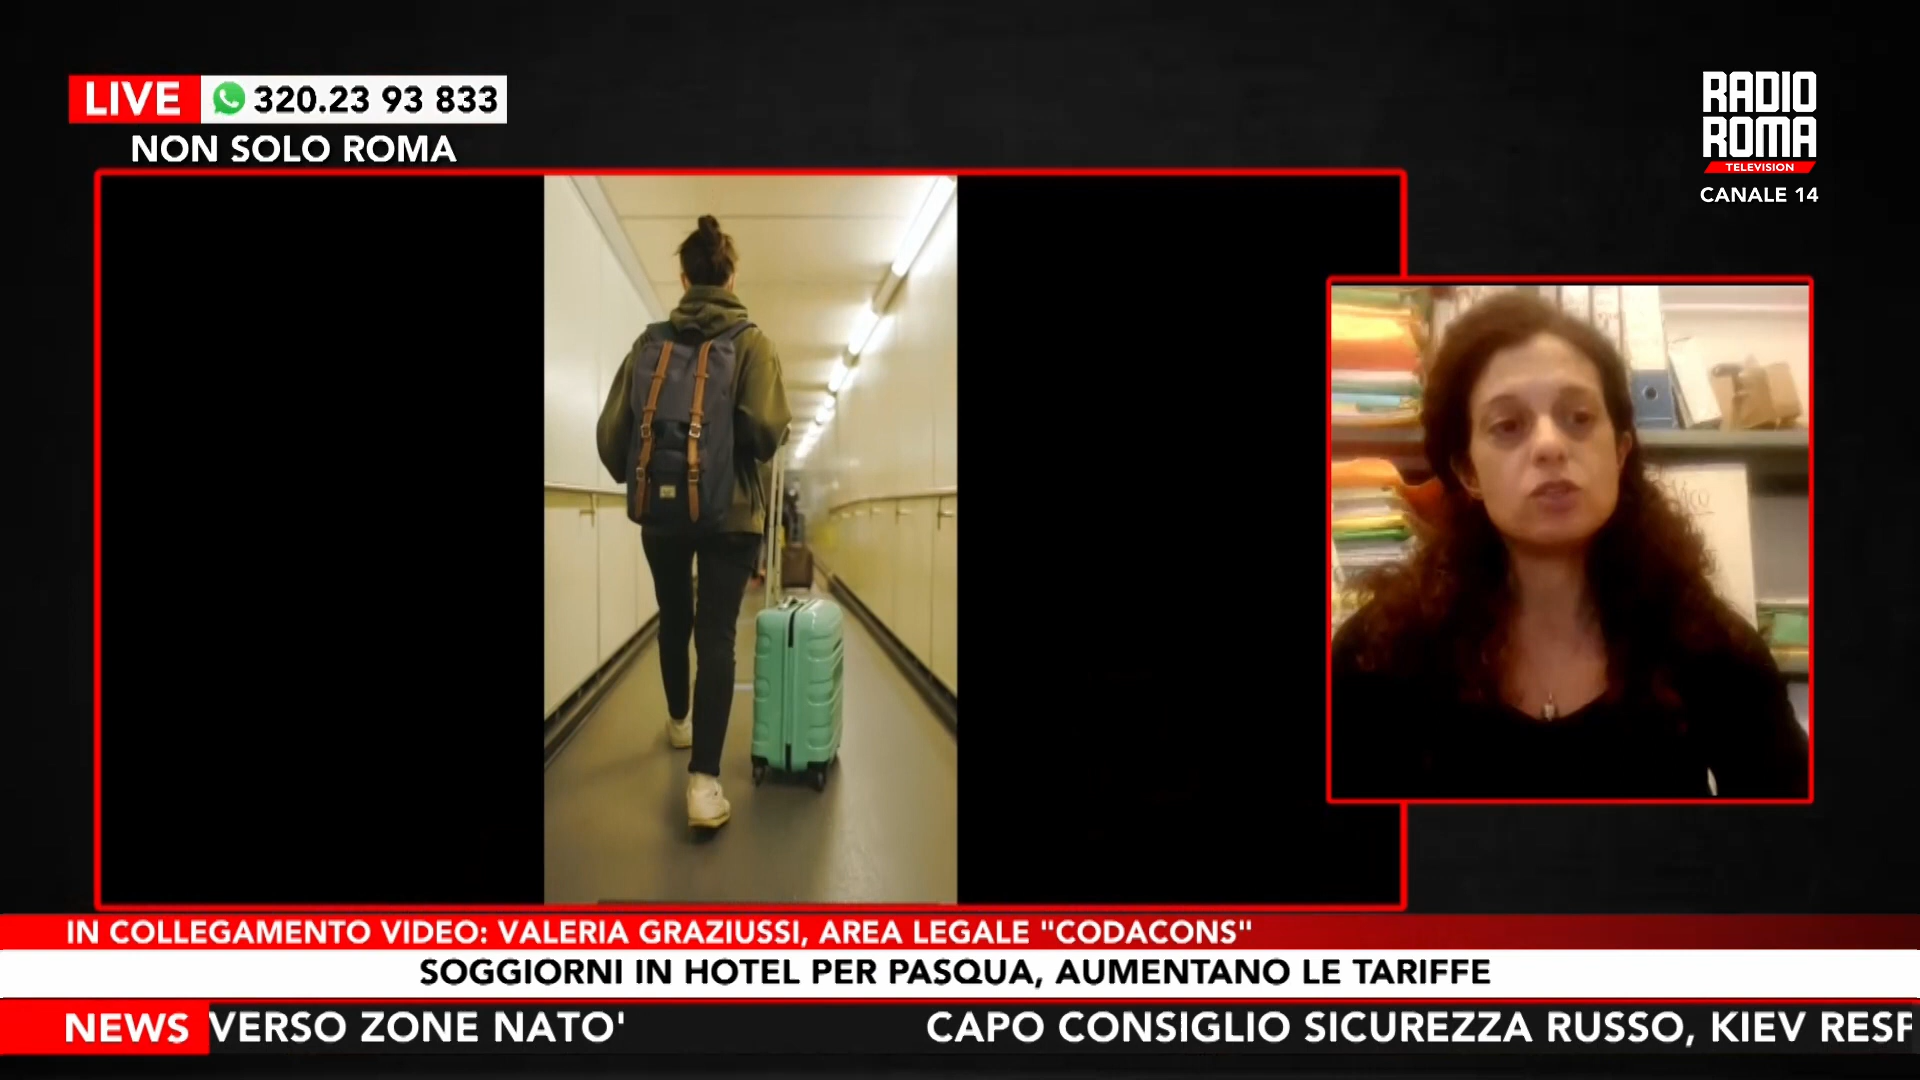 LIVE 320.23 93 833
NON SOLO ROMA
RADIO
ROMA
TELEVISION
CANALE 14
IN COLLEGAMENTO VIDEO: VALERIA GRAZIUSSI, AREA LEGALE "CODACONS"
SOGGIORNI IN HOTEL PER PASQUA, AUMENTANO LE TARIFFE
NEWS VERSO ZONE NATO' CAPO CONSIGLIO SICUREZZA RUSSO, KIEV RESP